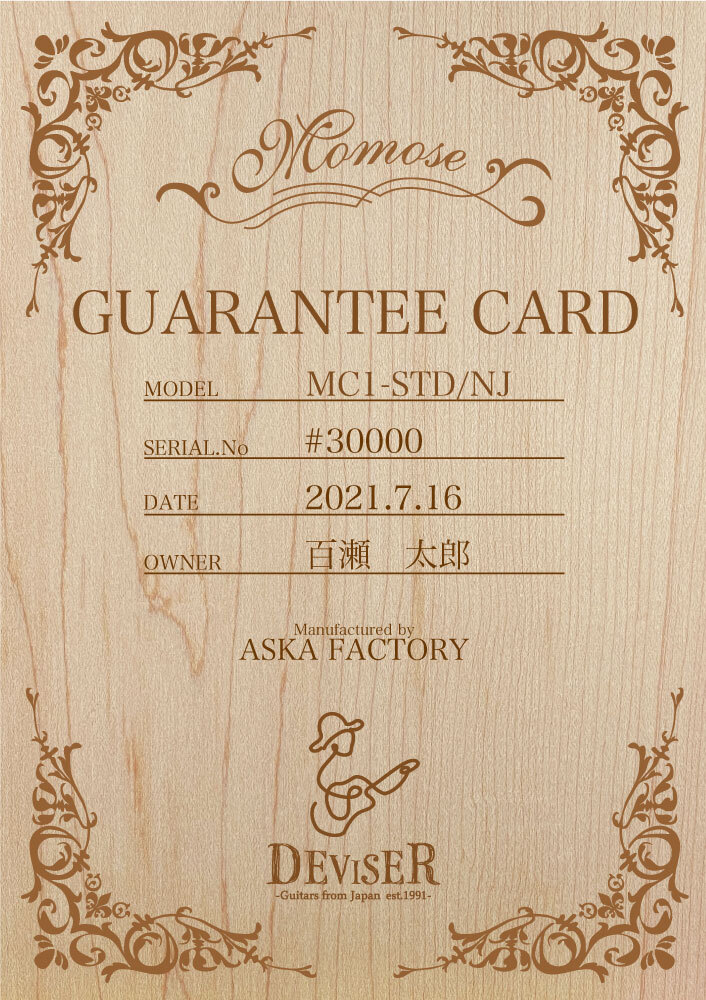 Momose
GUARANTEE CARD
MODEL MC1-STD/NJ
SERIAL.No #30000
DATE 2021.7.16
OWNER 百瀬　太郎
Manufactured by
ASKA FACTORY
DEVISER
-Guitars from Japan est.1991-